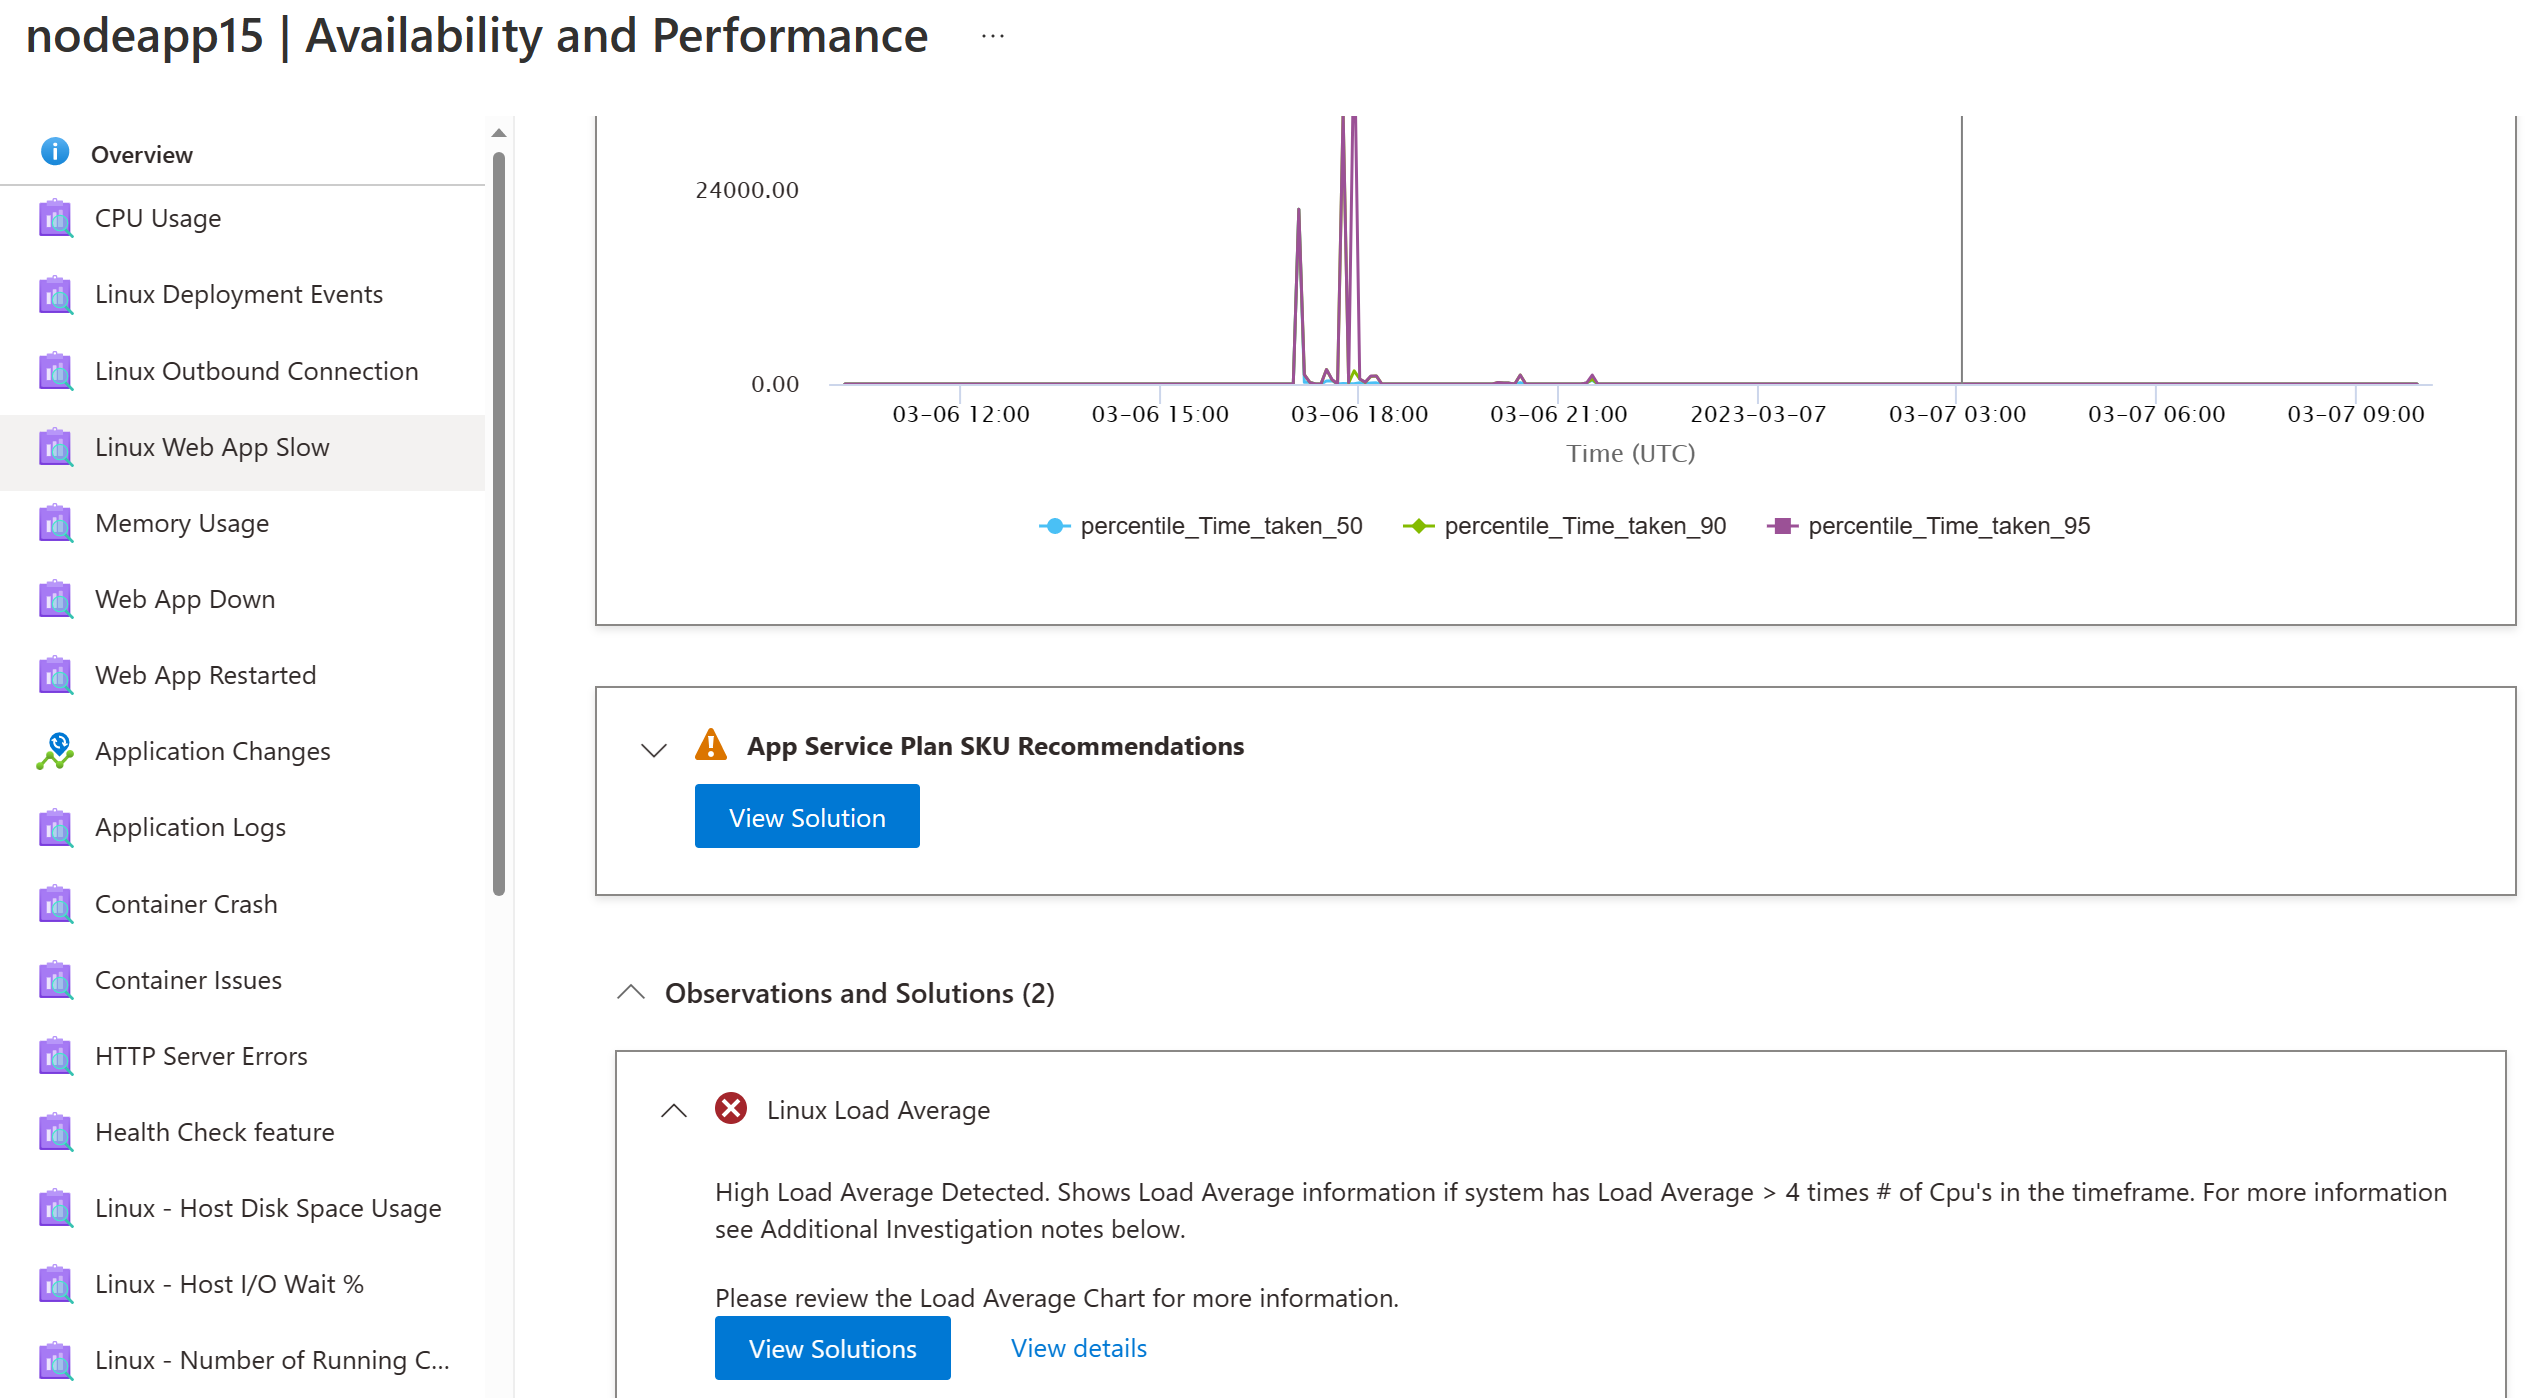 nodeapp15 | Availability and Performance ...
Overview
CPU Usage
Linux Deployment Events
Linux Outbound Connection
Linux Web App Slow
Memory Usage
Web App Down
Web App Restarted
Application Changes
Application Logs
Container Crash
Container Issues
HTTP Server Errors
Health Check feature
Linux - Host Disk Space Usage
Linux - Host I/O Wait %
Linux - Number of Running C...
24000.00
0.00
03-06 12:00 03-06 15:00 03-06 18:00 03-06 21:00 2023-03-07 03-07 03:00 03-07 06:00 03-07 09:00
Time (UTC)
percentile_Time_taken_50 percentile_Time_taken_90 percentile_Time_taken_95
App Service Plan SKU Recommendations
View Solution
Observations and Solutions (2)
Linux Load Average
High Load Average Detected. Shows Load Average information if system has Load Average > 4 times # of Cpu's in the timeframe. For more information
see Additional Investigation notes below.
Please review the Load Average Chart for more information.
View Solutions View details